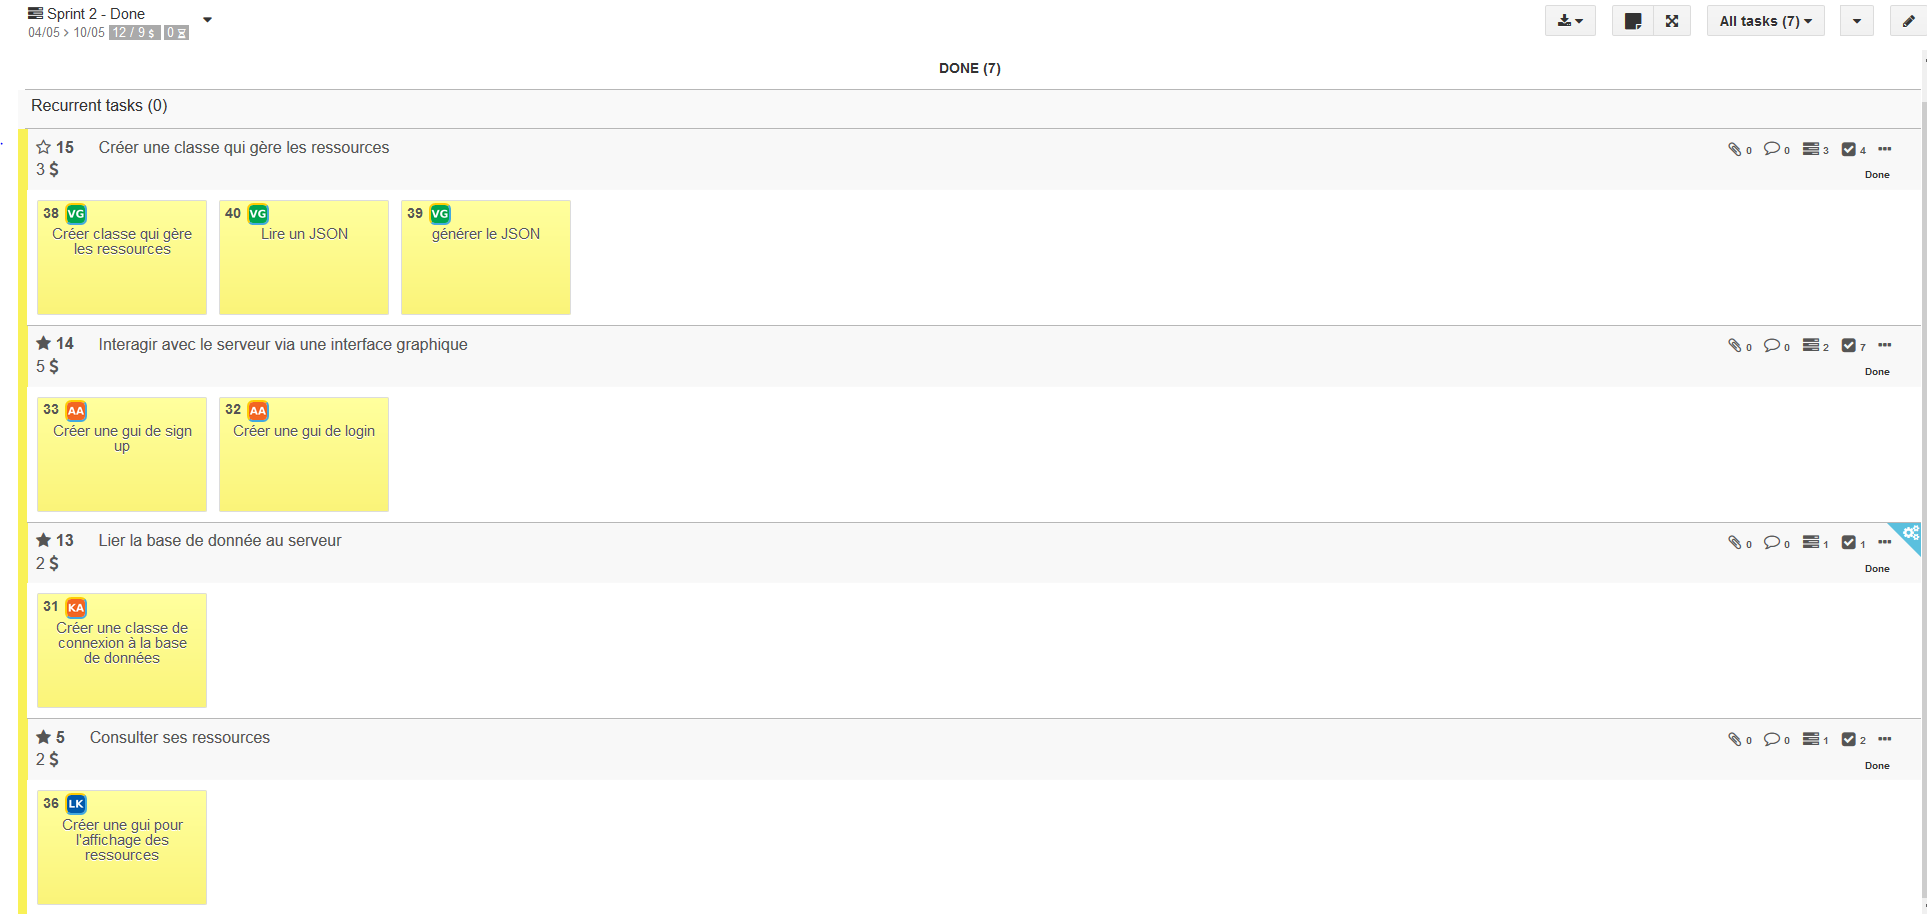 Sprint 2 - Done
04/05 > 10/05 12 / 9 $ 0
All tasks (7)
DONE (7)
Recurrent tasks (0)
15 Créer une classe qui gère les ressources
0 0 3 4
3 $
Done
38 VG
Créer classe qui gère
les ressources
40 VG
Lire un JSON
39 VG
générer le JSON
14 Interagir avec le serveur via une interface graphique
0 0 2 7
5 $
Done
33 AA
Créer une gui de sign
up
32 AA
Créer une gui de login
13 Lier la base de donnée au serveur
0 0 1 1
2 $
Done
31 KA
Créer une classe de
connexion à la base
de données
5 Consulter ses ressources
0 0 1 2
2 $
Done
36 LK
Créer une gui pour
l'affichage des
ressources